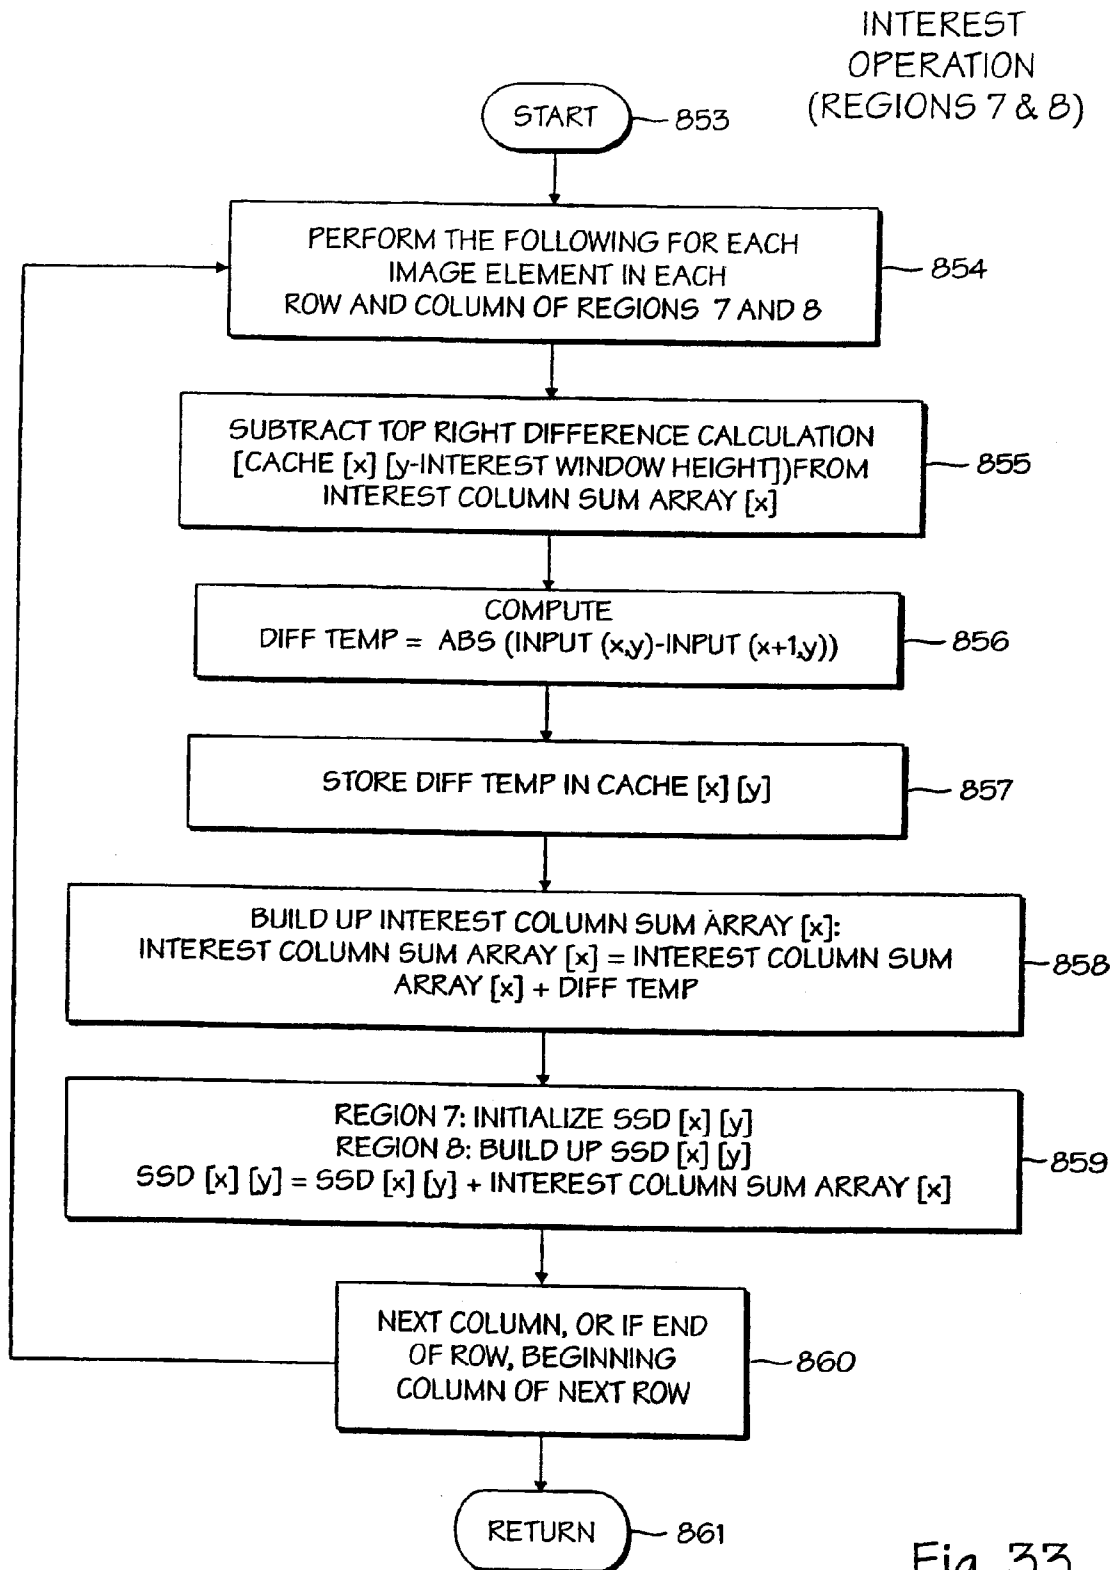 INTEREST
OPERATION
(REGIONS 7 & 8)
START
853
PERFORM THE FOLLOWING FOR EACH
IMAGE ELEMENT IN EACH
ROW AND COLUMN OF REGIONS 7 AND 8
854
SUBTRACT TOP RIGHT DIFFERENCE CALCULATION
[CACHE [x] [y-INTEREST WINDOW HEIGHT])FROM
INTEREST COLUMN SUM ARRAY [x]
855
COMPUTE
DIFF TEMP = ABS (INPUT (x,y)-INPUT (x+1,y))
856
STORE DIFF TEMP IN CACHE [x] [y]
857
BUILD UP INTEREST COLUMN SUM ARRAY [x]:
INTEREST COLUMN SUM ARRAY [x] = INTEREST COLUMN SUM
ARRAY [x] + DIFF TEMP
858
REGION 7: INITIALIZE SSD [x] [y]
REGION 8: BUILD UP SSD [x] [y]
SSD [x] [y] = SSD [x] [y] + INTEREST COLUMN SUM ARRAY [x]
859
NEXT COLUMN, OR IF END
OF ROW, BEGINNING
COLUMN OF NEXT ROW
860
RETURN
861
Fig. 33